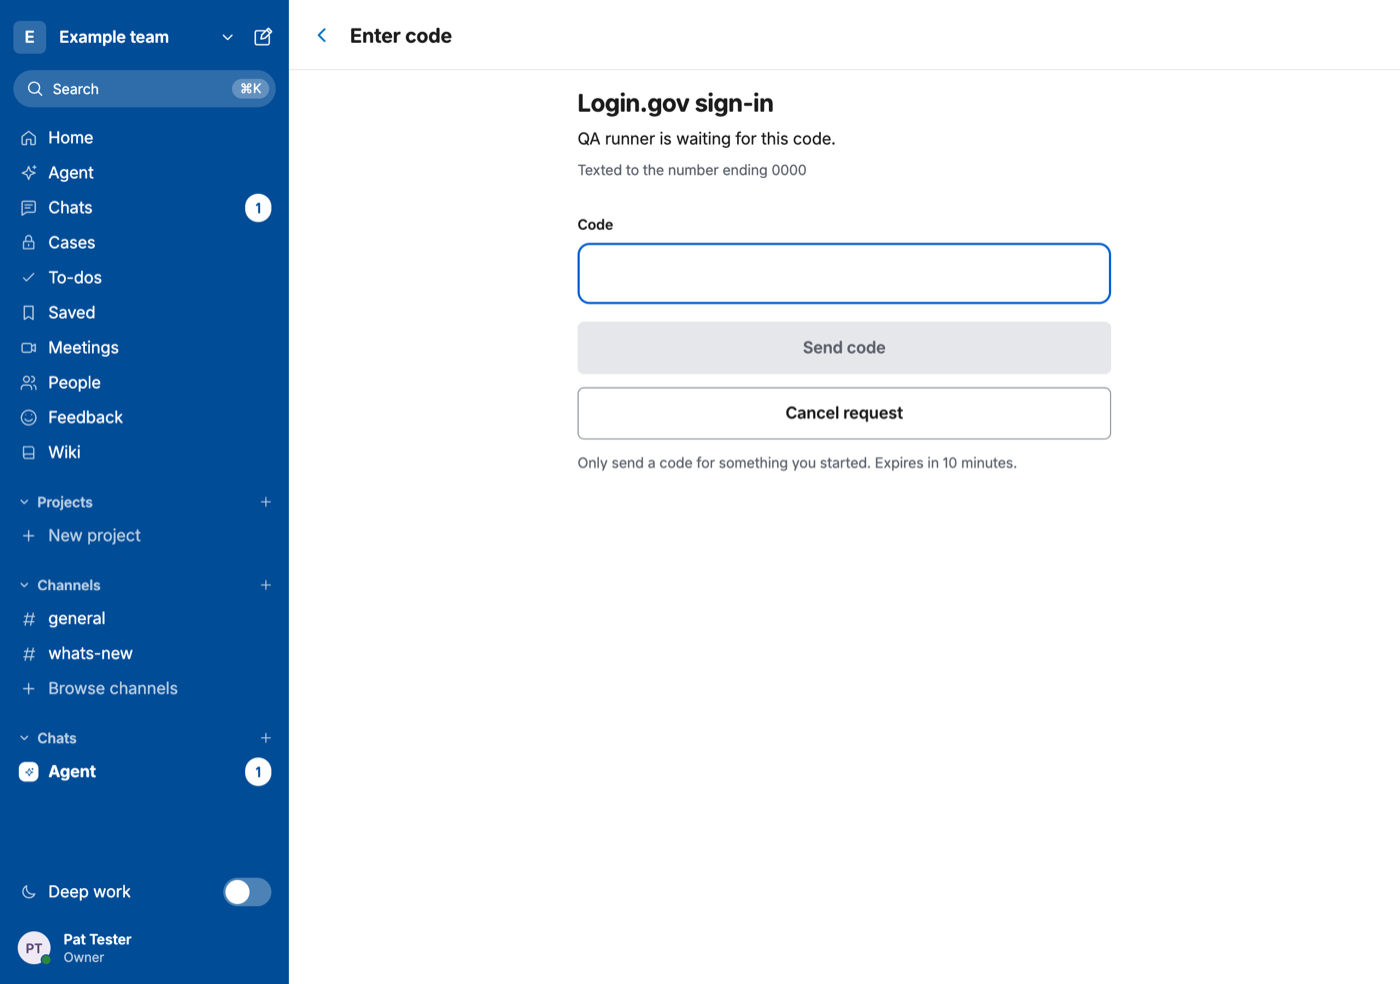 E Example team
Search ⌘K
Home
Agent
Chats 1
Cases
To-dos
Saved
Meetings
People
Feedback
Wiki
Projects
New project
Channels
# general
# whats-new
Browse channels
Chats
Agent 1
Deep work
PT Pat Tester
Owner
Enter code
Login.gov sign-in
QA runner is waiting for this code.
Texted to the number ending 0000
Code
Send code
Cancel request
Only send a code for something you started. Expires in 10 minutes.